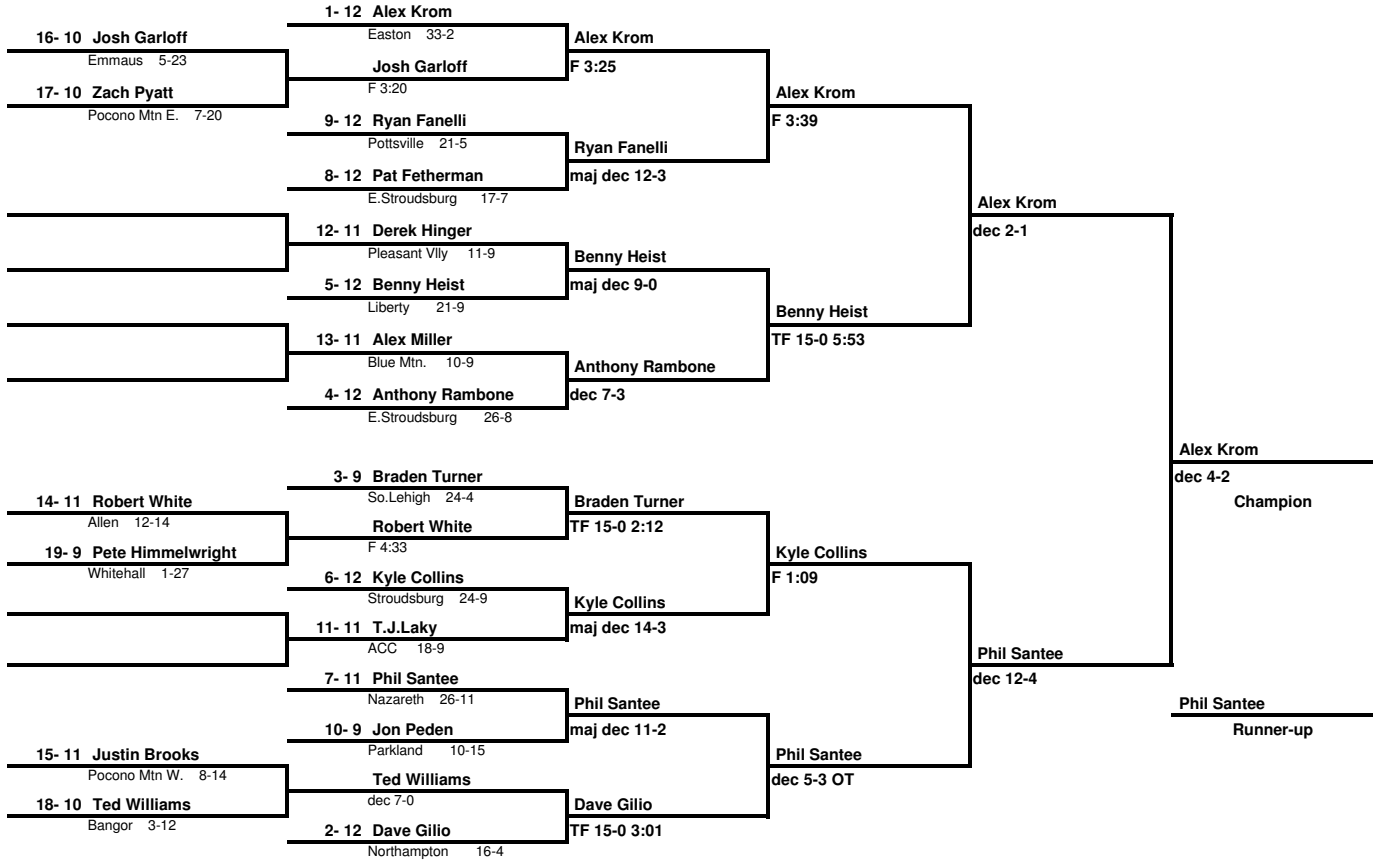 1- 12 Alex Krom
Easton 33-2
16- 10 Josh Garloff
Emmaus 5-23
Alex Krom
F 3:25
Josh Garloff
F 3:20
17- 10 Zach Pyatt
Pocono Mtn E. 7-20
Alex Krom
F 3:39
9- 12 Ryan Fanelli
Pottsville 21-5
Ryan Fanelli
maj dec 12-3
8- 12 Pat Fetherman
E.Stroudsburg 17-7
Alex Krom
dec 2-1
12- 11 Derek Hinger
Pleasant Vlly 11-9
Benny Heist
maj dec 9-0
5- 12 Benny Heist
Liberty 21-9
Benny Heist
TF 15-0 5:53
13- 11 Alex Miller
Blue Mtn. 10-9
Anthony Rambone
dec 7-3
4- 12 Anthony Rambone
E.Stroudsburg 26-8
Alex Krom
dec 4-2
Champion
3- 9 Braden Turner
So.Lehigh 24-4
14- 11 Robert White
Allen 12-14
Braden Turner
TF 15-0 2:12
Robert White
F 4:33
19- 9 Pete Himmelwright
Whitehall 1-27
Kyle Collins
F 1:09
6- 12 Kyle Collins
Stroudsburg 24-9
Kyle Collins
maj dec 14-3
11- 11 T.J.Laky
ACC 18-9
Phil Santee
dec 12-4
7- 11 Phil Santee
Nazareth 26-11
Phil Santee
maj dec 11-2
Phil Santee
Runner-up
10- 9 Jon Peden
Parkland 10-15
15- 11 Justin Brooks
Pocono Mtn W. 8-14
Phil Santee
dec 5-3 OT
Ted Williams
dec 7-0
18- 10 Ted Williams
Bangor 3-12
Dave Gilio
TF 15-0 3:01
2- 12 Dave Gilio
Northampton 16-4